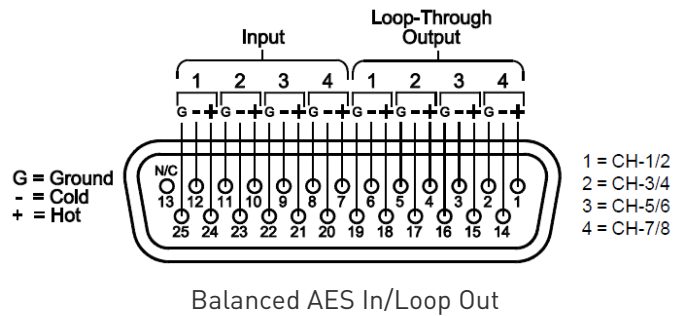 Loop-Through
Input Output
1 2 3 4 1 2 3 4
G - + G - + G - + G - + G - + G - + G - + G - +
N/C
13 12 11 10 9 8 7 6 5 4 3 2 1
25 24 23 22 21 20 19 18 17 16 15 14
G = Ground
- = Cold
+ = Hot
1 = CH-1/2
2 = CH-3/4
3 = CH-5/6
4 = CH-7/8
Balanced AES In/Loop Out